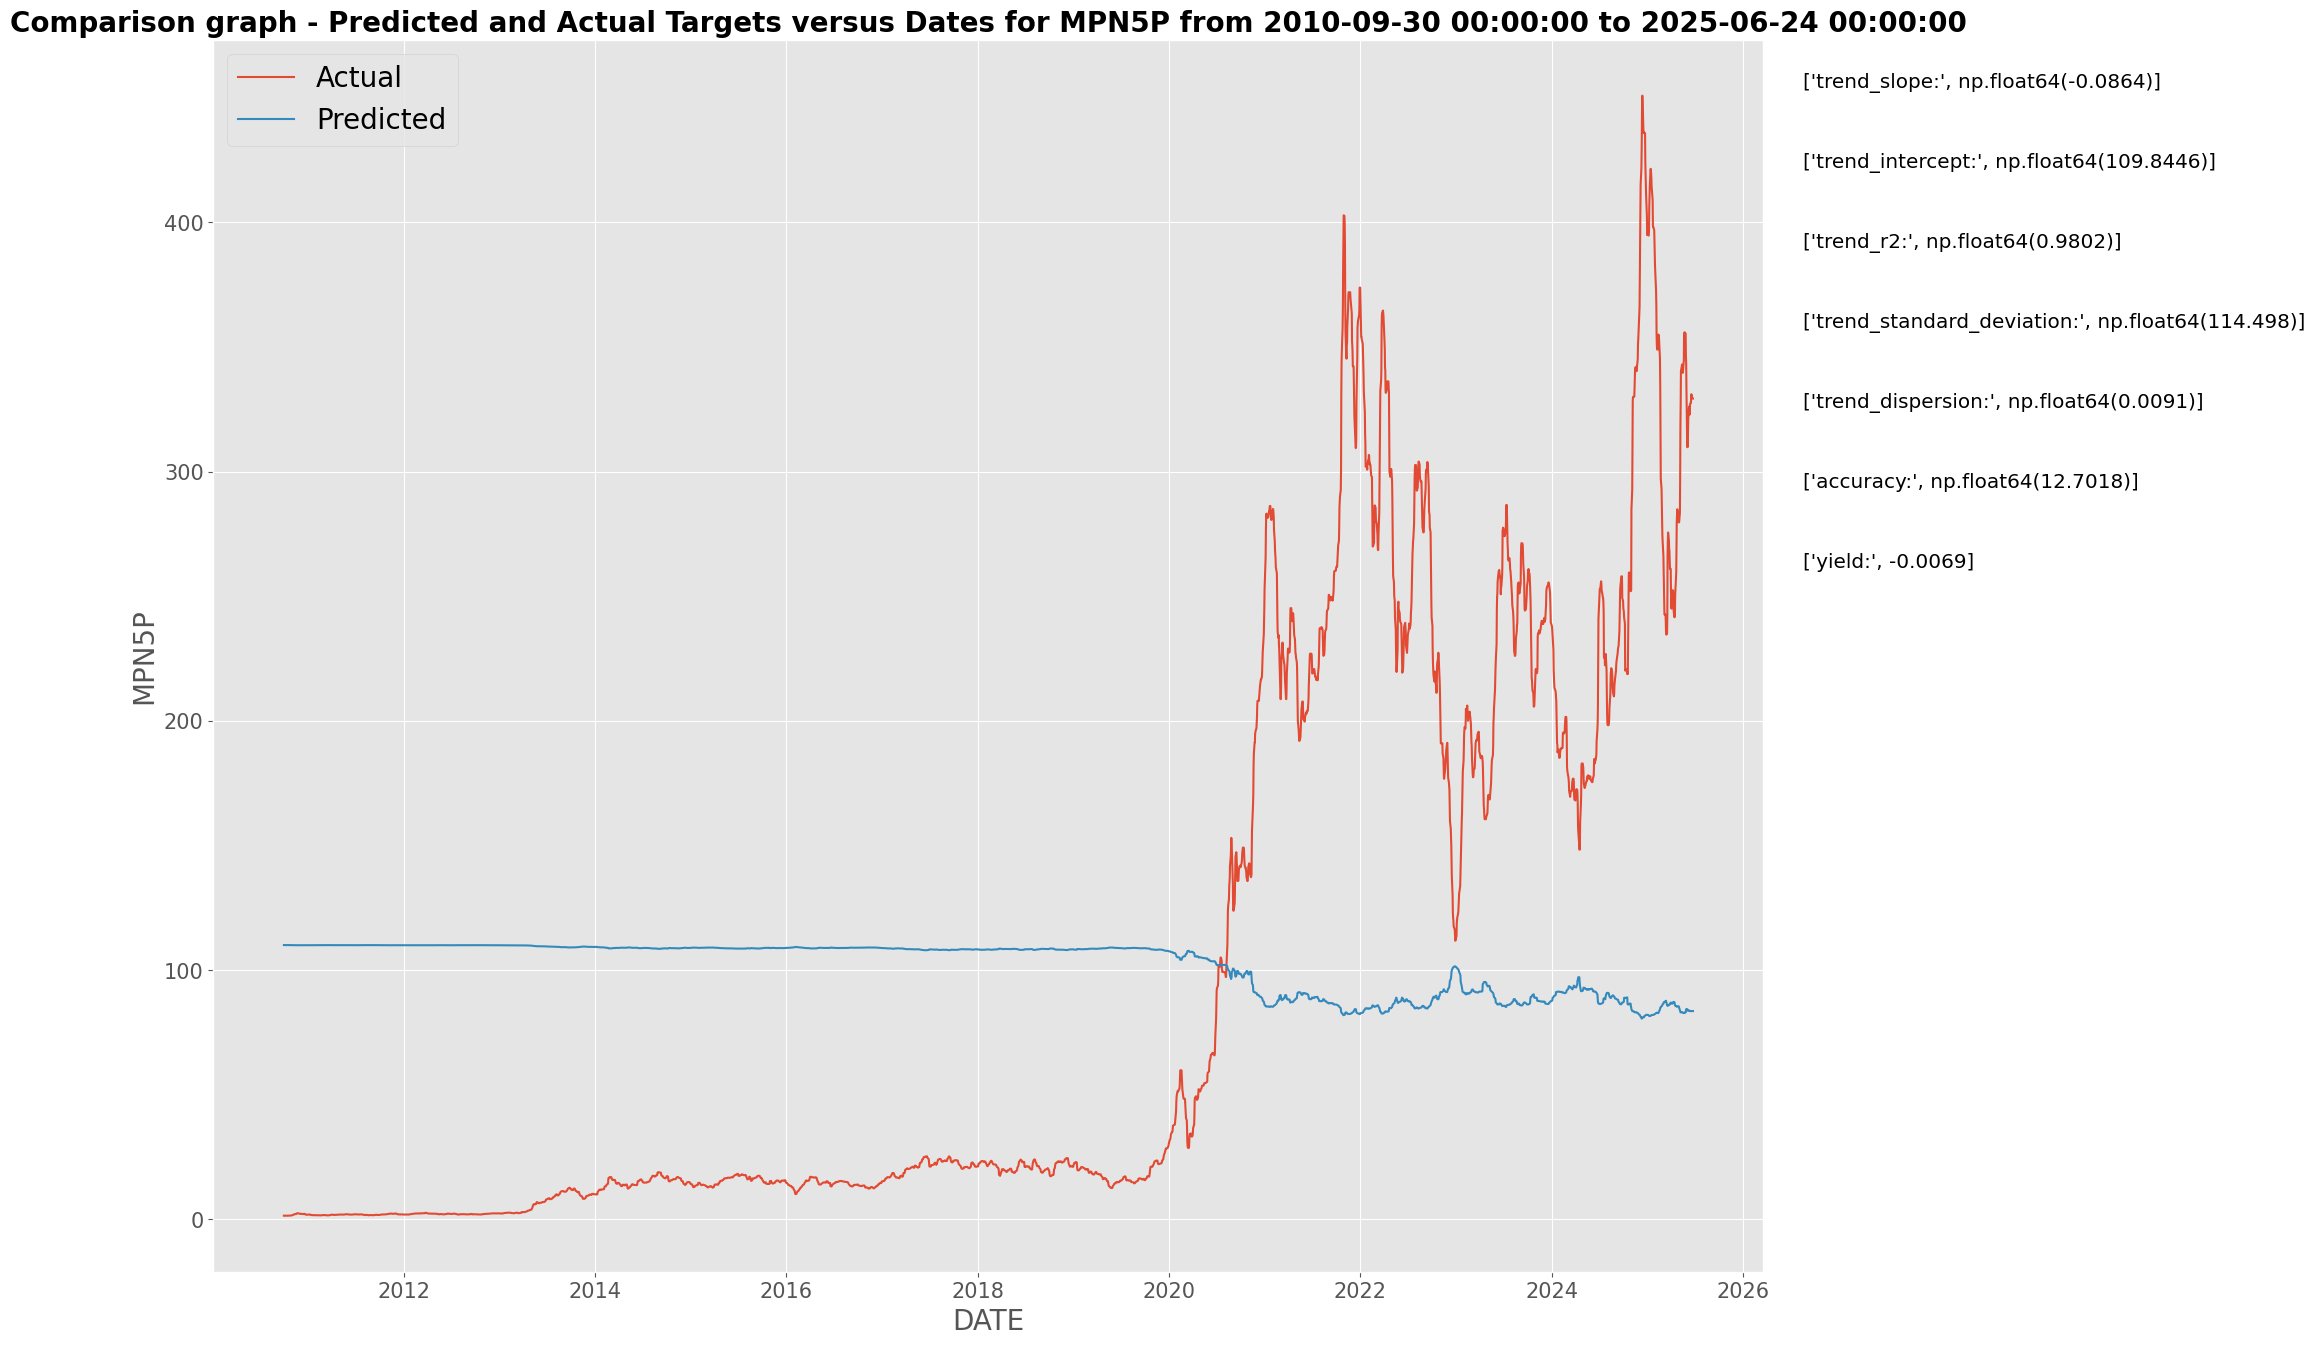 Comparison graph - Predicted and Actual Targets versus Dates for MPN5P from 2010-09-30 00:00:00 to 2025-06-24 00:00:00
Actual
Predicted
['trend_slope:', np.float64(-0.0864)]
['trend_intercept:', np.float64(109.8446)]
['trend_r2:', np.float64(0.9802)]
['trend_standard_deviation:', np.float64(114.498)]
['trend_dispersion:', np.float64(0.0091)]
['accuracy:', np.float64(12.7018)]
['yield:', -0.0069]
MPN5P
400
300
200
100
0
2012 2014 2016 2018 2020 2022 2024 2026
DATE